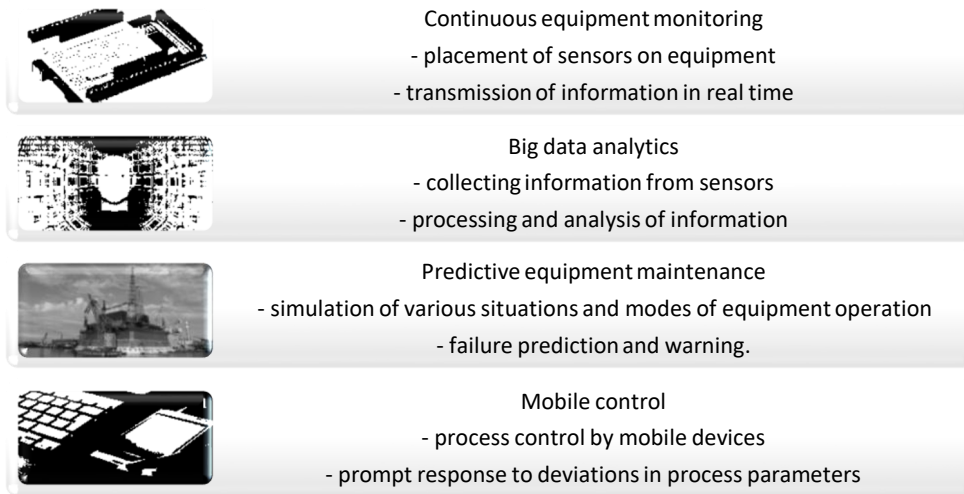 Continuous equipment monitoring
- placement of sensors on equipment
- transmission of information in real time
Big data analytics
- collecting information from sensors
- processing and analysis of information
Predictive equipment maintenance
- simulation of various situations and modes of equipment operation
- failure prediction and warning.
Mobile control
- process control by mobile devices
- prompt response to deviations in process parameters